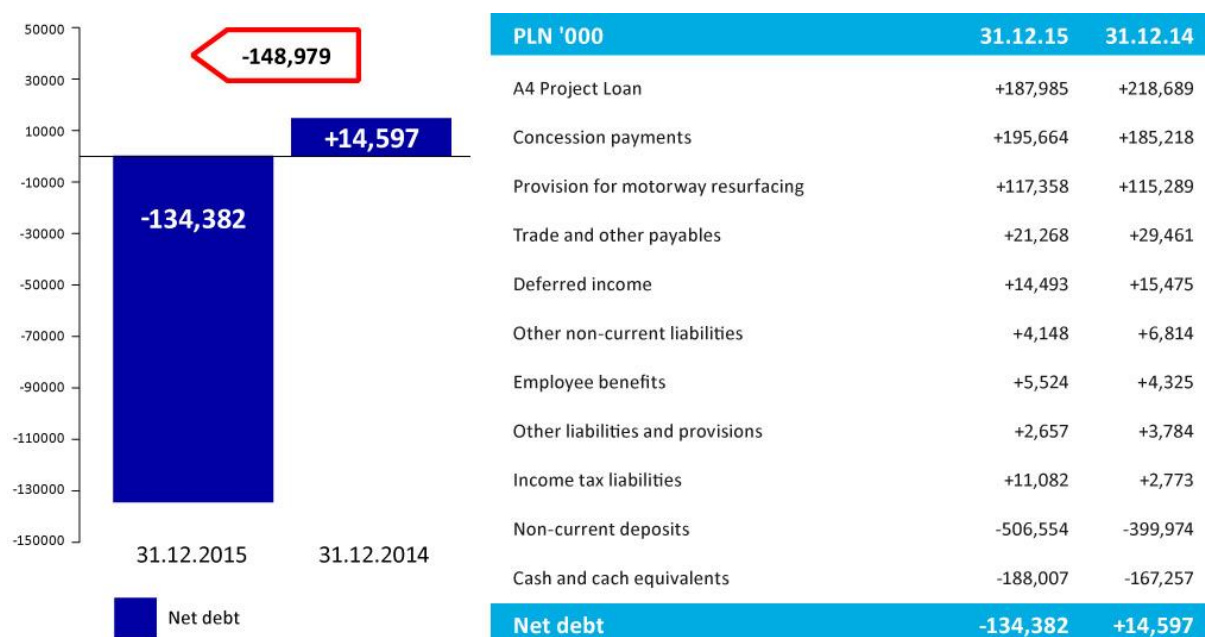 50000
30000
10000
-10000
-30000
-50000
-70000
-90000
-110000
-130000
-150000
-148,979
+14,597
-134,382
31.12.2015 31.12.2014
Net debt
PLN '000 31.12.15 31.12.14
A4 Project Loan +187,985 +218,689
Concession payments +195,664 +185,218
Provision for motorway resurfacing +117,358 +115,289
Trade and other payables +21,268 +29,461
Deferred income +14,493 +15,475
Other non-current liabilities +4,148 +6,814
Employee benefits +5,524 +4,325
Other liabilities and provisions +2,657 +3,784
Income tax liabilities +11,082 +2,773
Non-current deposits -506,554 -399,974
Cash and cach equivalents -188,007 -167,257
Net debt -134,382 +14,597